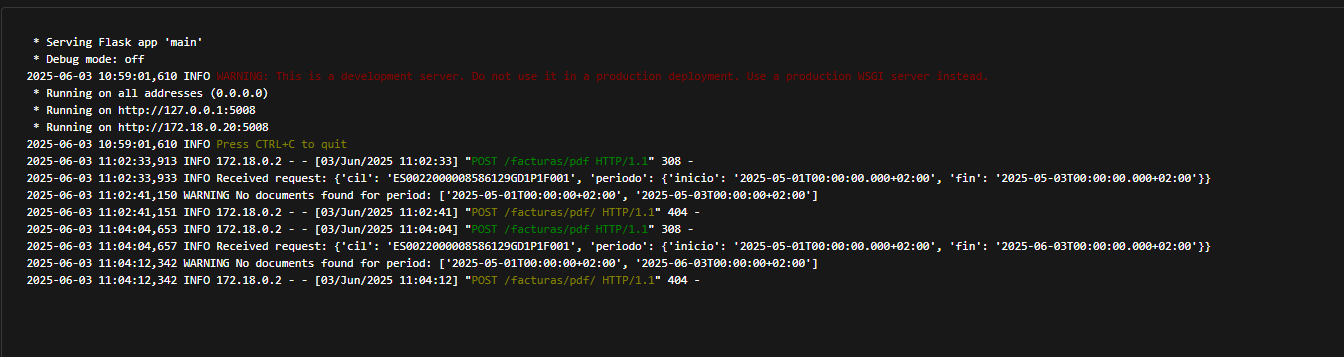 * Serving Flask app 'main'
* Debug mode: off
2025-06-03 10:59:01,610 INFO WARNING: This is a development server. Do not use it in a production deployment. Use a production WSGI server instead.
* Running on all addresses (0.0.0.0)
* Running on http://127.0.0.1:5008
* Running on http://172.18.0.20:5008
2025-06-03 10:59:01,610 INFO Press CTRL+C to quit
2025-06-03 11:02:33,913 INFO 172.18.0.2 - - [03/Jun/2025 11:02:33] "POST /facturas/pdf HTTP/1.1" 308 -
2025-06-03 11:02:33,933 INFO Received request: {'cil': 'ES0022000008586129GD1P1F001', 'periodo': {'inicio': '2025-05-01T00:00:00.000+02:00', 'fin': '2025-05-03T00:00:00.000+02:00'}}
2025-06-03 11:02:41,150 WARNING No documents found for period: ['2025-05-01T00:00:00+02:00', '2025-05-03T00:00:00+02:00']
2025-06-03 11:02:41,151 INFO 172.18.0.2 - - [03/Jun/2025 11:02:41] "POST /facturas/pdf/ HTTP/1.1" 404 -
2025-06-03 11:04:04,653 INFO 172.18.0.2 - - [03/Jun/2025 11:04:04] "POST /facturas/pdf HTTP/1.1" 308 -
2025-06-03 11:04:04,657 INFO Received request: {'cil': 'ES0022000008586129GD1P1F001', 'periodo': {'inicio': '2025-05-01T00:00:00.000+02:00', 'fin': '2025-06-03T00:00:00.000+02:00'}}
2025-06-03 11:04:12,342 WARNING No documents found for period: ['2025-05-01T00:00:00+02:00', '2025-06-03T00:00:00+02:00']
2025-06-03 11:04:12,342 INFO 172.18.0.2 - - [03/Jun/2025 11:04:12] "POST /facturas/pdf/ HTTP/1.1" 404 -